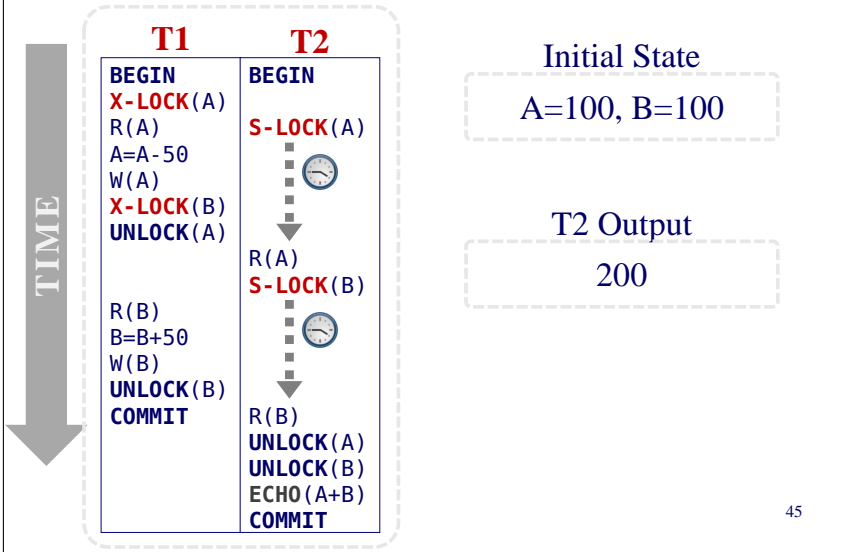 TIME
T1
BEGIN
X-LOCK(A)
R(A)
A=A-50
W(A)
X-LOCK(B)
UNLOCK(A)
R(B)
B=B+50
W(B)
UNLOCK(B)
COMMIT
T2
BEGIN
S-LOCK(A)
R(A)
S-LOCK(B)
R(B)
UNLOCK(A)
UNLOCK(B)
ECHO(A+B)
COMMIT
Initial State
A=100, B=100
T2 Output
200
45